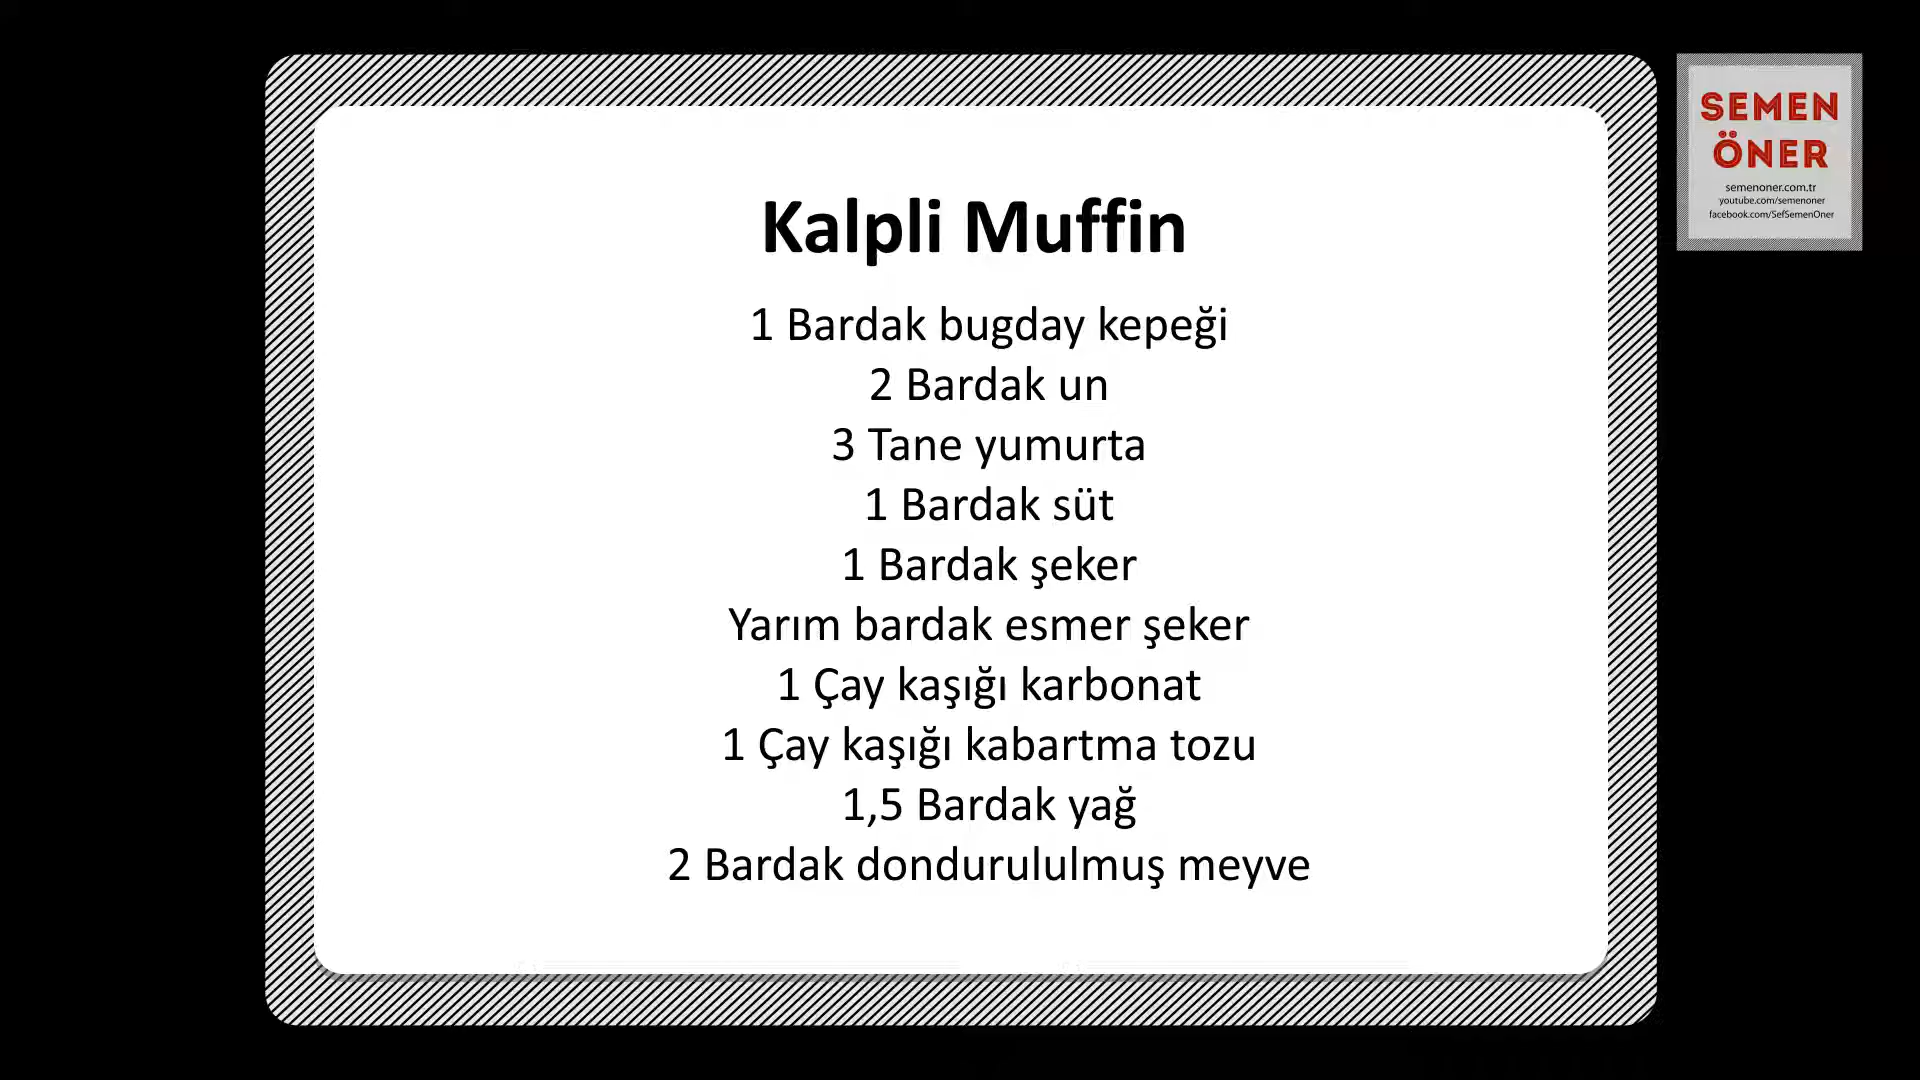 Kalpli Muffin
1 Bardak bugday kepeği
2 Bardak un
3 Tane yumurta
1 Bardak süt
1 Bardak şeker
Yarım bardak esmer şeker
1 Çay kaşığı karbonat
1 Çay kaşığı kabartma tozu
1,5 Bardak yağ
2 Bardak dondurululmuş meyve
SEMEN
ÖNER
semenoner.com.tr
youtube.com/semenoner
facebook.com/SefSemenOner